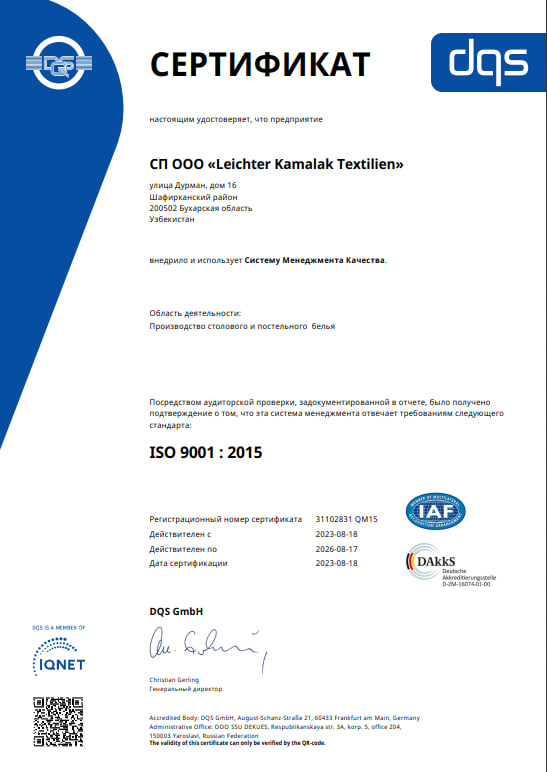 DQS
СЕРТИФИКАТ
dqs
настоящим удостоверяет, что предприятие
СП ООО «Leichter Kamalak Textilien»
улица Дурман, дом 16
Шафирканский район
200502 Бухарская область
Узбекистан
внедрило и использует Систему Менеджмента Качества.
Область деятельности:
Производство столового и постельного белья
Посредством аудиторской проверки, задокументированной в отчете, было получено
подтверждение о том, что эта система менеджмента отвечает требованиям следующего
стандарта:
ISO 9001 : 2015
Регистрационный номер сертификата 31102831 QM15
Действителен с 2023-08-18
Действителен по 2026-08-17
Дата сертификации 2023-08-18
MEMBER OF MULTILATERAL
IAF
RECOGNITION ARRANGEMENT
DAkkS
Deutsche
Akkreditierungsstelle
D-ZM-16074-01-00
DQS GmbH
DQS IS A MEMBER OF
IQNET
Christian Gerling
Генеральный директор
Accredited Body: DQS GmbH, August-Schanz-Straße 21, 60433 Frankfurt am Main, Germany
Administrative Office: ООО SSU DEKUES, Respublikanskaya str. 3A, korp. 5, office 204,
150003 Yaroslavl, Russian Federation
The validity of this certificate can only be verified by the QR-code.